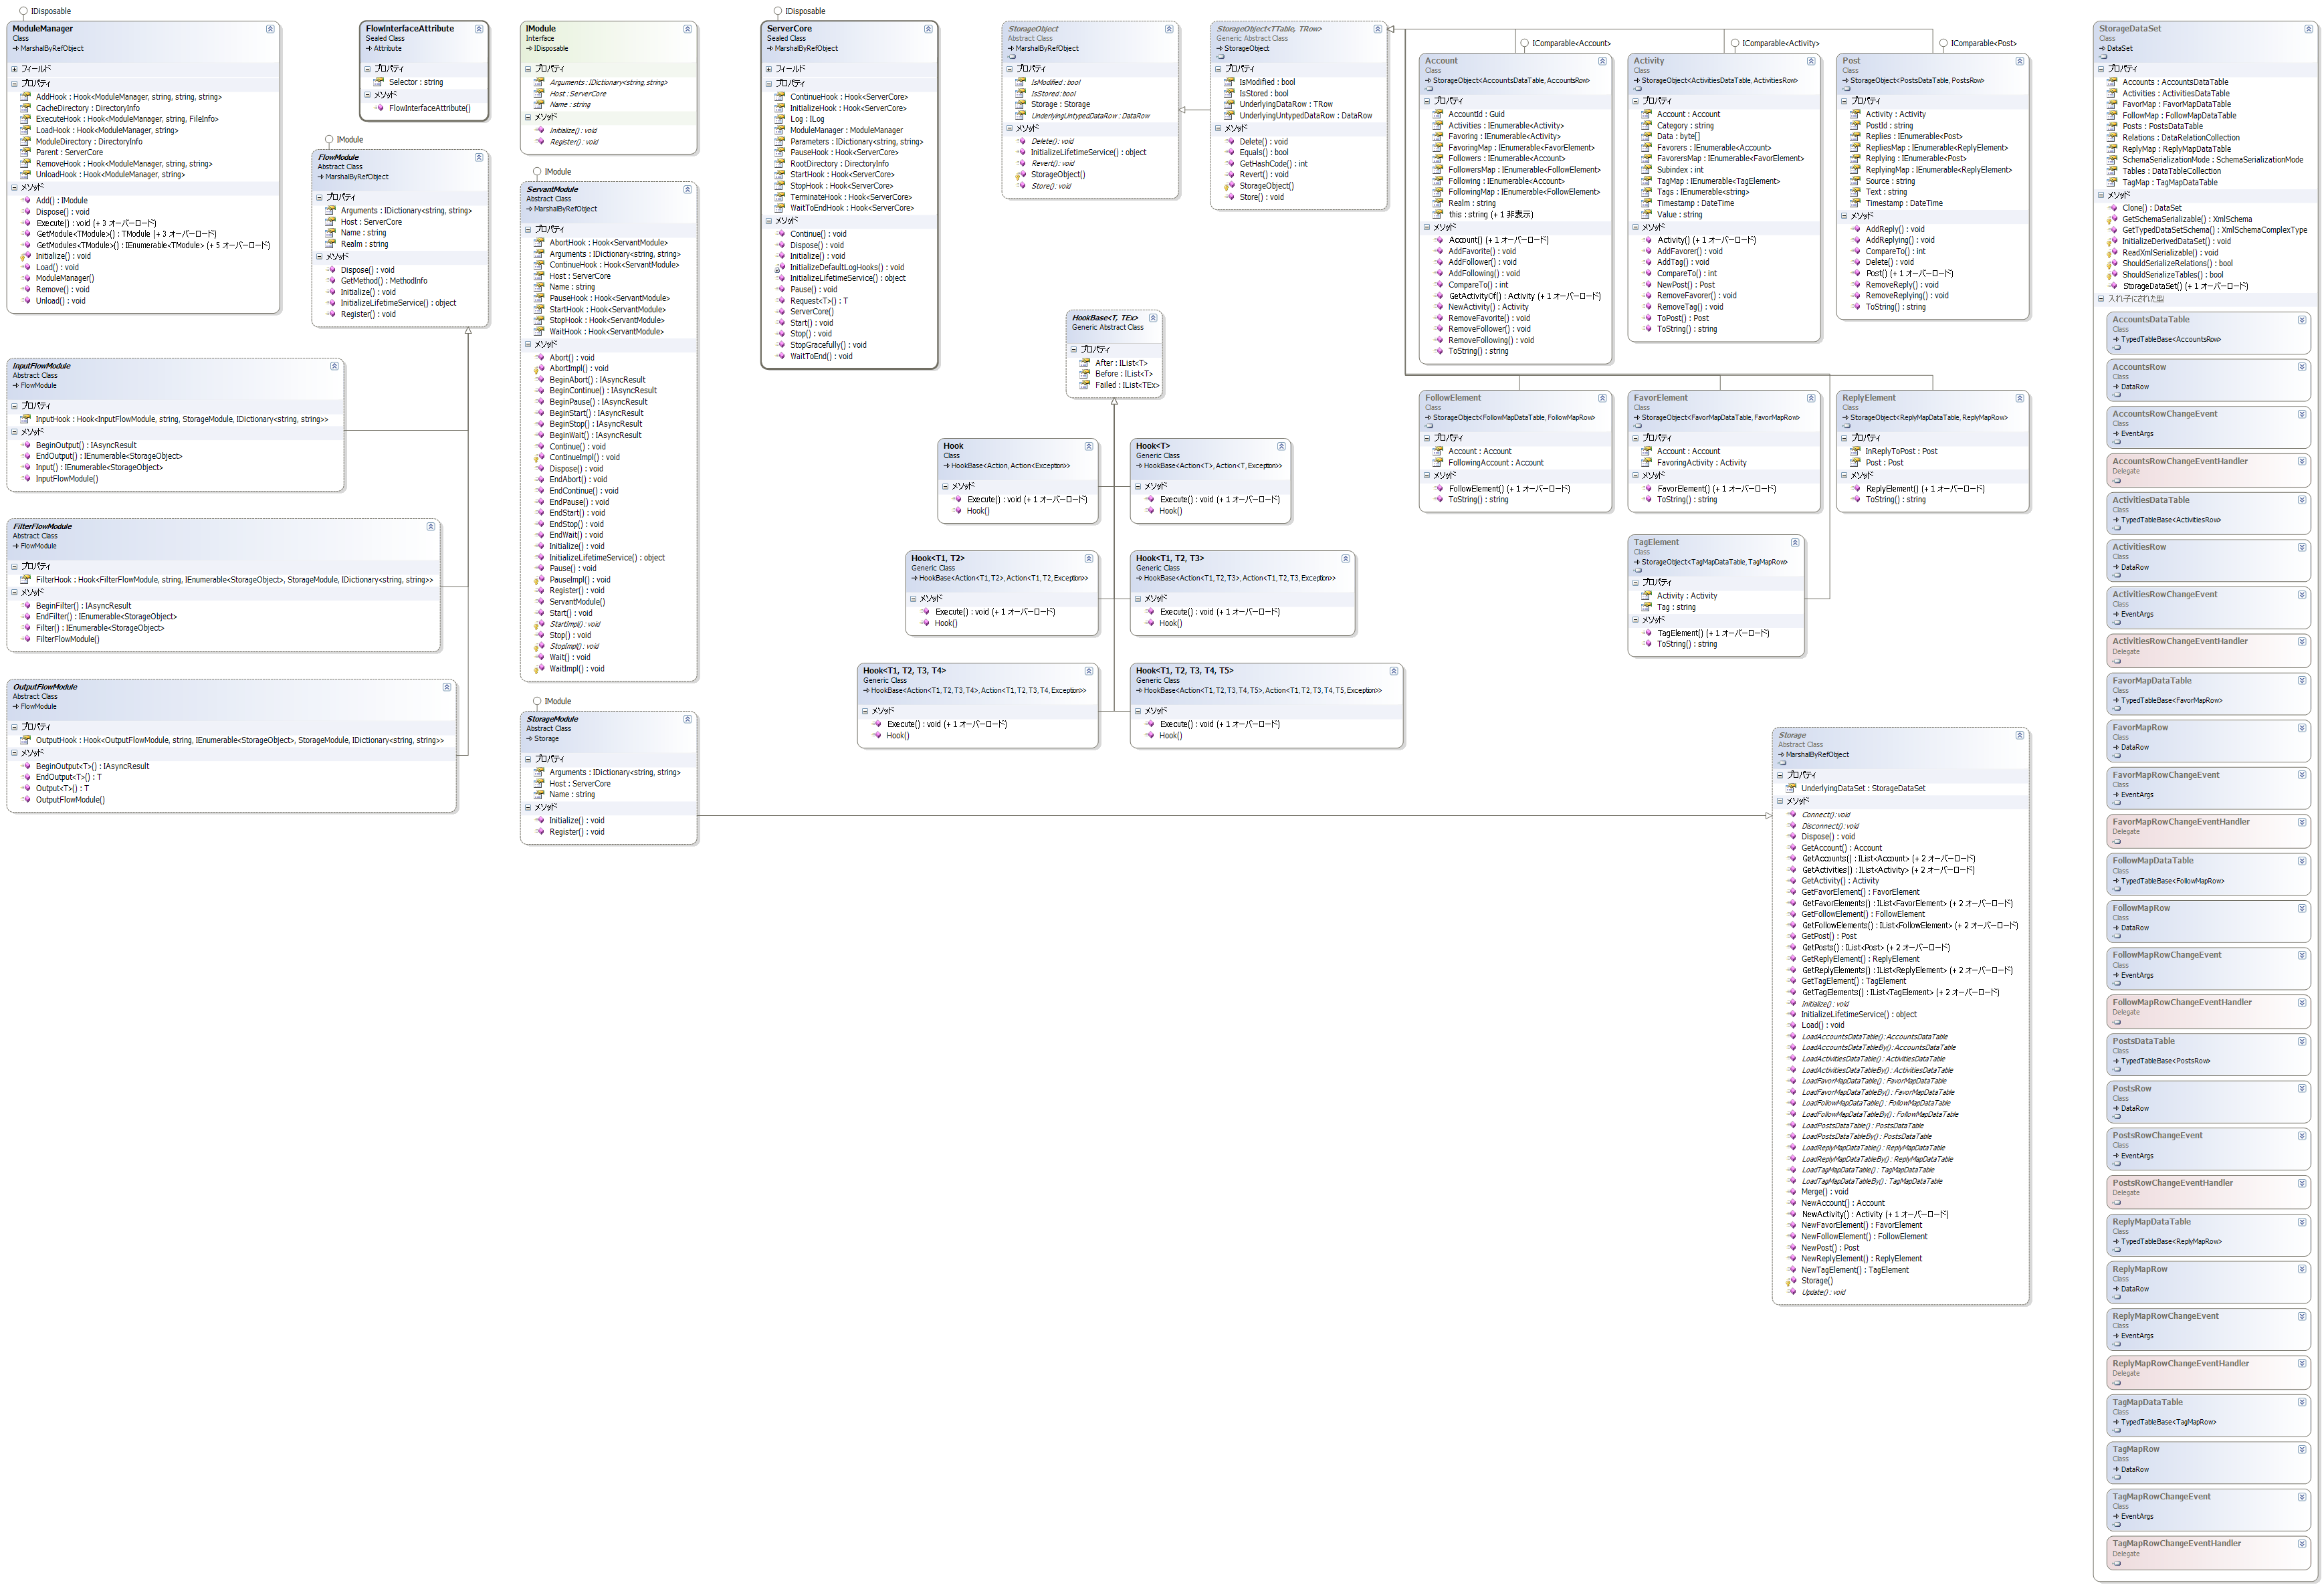 IDisposable
ModuleManager
Class
MarshalByRefObject
フィールド
プロパティ
AddHook : Hook<ModuleManager, string, string, string>
CacheDirectory : DirectoryInfo
ExecuteHook : Hook<ModuleManager, string, FileInfo>
LoadHook : Hook<ModuleManager, string>
ModuleDirectory : DirectoryInfo
Parent : ServerCore
RemoveHook : Hook<ModuleManager, string, string>
UnloadHook : Hook<ModuleManager, string>
メソッド
Add() : IModule
Dispose() : void
Execute() : void (+ 3 オーバーロード)
GetModule<TModule>() : TModule (+ 3 オーバーロード)
GetModules<TModule>() : IEnumerable<TModule> (+ 5 オーバーロード)
Initialize() : void
Load() : void
ModuleManager()
Remove() : void
Unload() : void
FlowInterfaceAttribute
Sealed Class
Attribute
プロパティ
Selector : string
メソッド
FlowInterfaceAttribute()
IModule
FlowModule
Abstract Class
MarshalByRefObject
プロパティ
Arguments : IDictionary<string, string>
Host : ServerCore
Name : string
Realm : string
メソッド
Dispose() : void
GetMethod() : MethodInfo
Initialize() : void
InitializeLifetimeService() : object
Register() : void
InputFlowModule
Abstract Class
FlowModule
プロパティ
InputHook : Hook<InputFlowModule, string, StorageModule, IDictionary<string, string>>
メソッド
BeginOutput() : IAsyncResult
EndOutput() : IEnumerable<StorageObject>
Input() : IEnumerable<StorageObject>
InputFlowModule()
FilterFlowModule
Abstract Class
FlowModule
プロパティ
FilterHook : Hook<FilterFlowModule, string, IEnumerable<StorageObject>, StorageModule, IDictionary<string, string>>
メソッド
BeginFilter() : IAsyncResult
EndFilter() : IEnumerable<StorageObject>
Filter() : IEnumerable<StorageObject>
FilterFlowModule()
OutputFlowModule
Abstract Class
FlowModule
プロパティ
OutputHook : Hook<OutputFlowModule, string, IEnumerable<StorageObject>, StorageModule, IDictionary<string, string>>
メソッド
BeginOutput<T>() : IAsyncResult
EndOutput<T>() : T
Output<T>() : T
OutputFlowModule()
IModule
Interface
IDisposable
プロパティ
Arguments : IDictionary<string, string>
Host : ServerCore
Name : string
メソッド
Initialize() : void
Register() : void
IModule
ServantModule
Abstract Class
MarshalByRefObject
プロパティ
AbortHook : Hook<ServantModule>
Arguments : IDictionary<string, string>
ContinueHook : Hook<ServantModule>
Host : ServerCore
Name : string
PauseHook : Hook<ServantModule>
StartHook : Hook<ServantModule>
StopHook : Hook<ServantModule>
WaitHook : Hook<ServantModule>
メソッド
Abort() : void
AbortImpl() : void
BeginAbort() : IAsyncResult
BeginContinue() : IAsyncResult
BeginPause() : IAsyncResult
BeginStart() : IAsyncResult
BeginStop() : IAsyncResult
BeginWait() : IAsyncResult
Continue() : void
ContinueImpl() : void
Dispose() : void
EndAbort() : void
EndContinue() : void
EndPause() : void
EndStart() : void
EndStop() : void
EndWait() : void
Initialize() : void
InitializeLifetimeService() : object
Pause() : void
PauseImpl() : void
Register() : void
ServantModule()
Start() : void
StartImpl() : void
Stop() : void
StopImpl() : void
Wait() : void
WaitImpl() : void
IModule
StorageModule
Abstract Class
Storage
プロパティ
Arguments : IDictionary<string, string>
Host : ServerCore
Name : string
メソッド
Initialize() : void
Register() : void
IDisposable
ServerCore
Sealed Class
MarshalByRefObject
フィールド
プロパティ
ContinueHook : Hook<ServerCore>
InitializeHook : Hook<ServerCore>
Log : ILog
ModuleManager : ModuleManager
Parameters : IDictionary<string, string>
PauseHook : Hook<ServerCore>
RootDirectory : DirectoryInfo
StartHook : Hook<ServerCore>
StopHook : Hook<ServerCore>
TerminateHook : Hook<ServerCore>
WaitToEndHook : Hook<ServerCore>
メソッド
Continue() : void
Dispose() : void
Initialize() : void
InitializeDefaultLogHooks() : void
InitializeLifetimeService() : object
Pause() : void
Request<T>() : T
ServerCore()
Start() : void
Stop() : void
StopGracefully() : void
WaitToEnd() : void
StorageObject
Abstract Class
MarshalByRefObject
プロパティ
IsModified : bool
IsStored : bool
Storage : Storage
UnderlyingUntypedDataRow : DataRow
メソッド
Delete() : void
InitializeLifetimeService() : object
Revert() : void
StorageObject()
Store() : void
StorageObject<TTable, TRow>
Generic Abstract Class
StorageObject
プロパティ
IsModified : bool
IsStored : bool
UnderlyingDataRow : TRow
UnderlyingUntypedDataRow : DataRow
メソッド
Delete() : void
Equals() : bool
GetHashCode() : int
Revert() : void
StorageObject()
Store() : void
HookBase<T, TEx>
Generic Abstract Class
プロパティ
After : IList<T>
Before : IList<T>
Failed : IList<TEx>
Hook
Class
HookBase<Action, Action<Exception>>
メソッド
Execute() : void (+ 1 オーバーロード)
Hook()
Hook<T>
Generic Class
HookBase<Action<T>, Action<T, Exception>>
メソッド
Execute() : void (+ 1 オーバーロード)
Hook()
Hook<T1, T2>
Generic Class
HookBase<Action<T1, T2>, Action<T1, T2, Exception>>
メソッド
Execute() : void (+ 1 オーバーロード)
Hook()
Hook<T1, T2, T3>
Generic Class
HookBase<Action<T1, T2, T3>, Action<T1, T2, T3, Exception>>
メソッド
Execute() : void (+ 1 オーバーロード)
Hook()
Hook<T1, T2, T3, T4>
Generic Class
HookBase<Action<T1, T2, T3, T4>, Action<T1, T2, T3, T4, Exception>>
メソッド
Execute() : void (+ 1 オーバーロード)
Hook()
Hook<T1, T2, T3, T4, T5>
Generic Class
HookBase<Action<T1, T2, T3, T4, T5>, Action<T1, T2, T3, T4, T5, Exception>>
メソッド
Execute() : void (+ 1 オーバーロード)
Hook()
IComparable<Account>
Account
Class
StorageObject<AccountsDataTable, AccountsRow>
プロパティ
AccountId : Guid
Activities : IEnumerable<Activity>
Favoring : IEnumerable<Activity>
FavoringMap : IEnumerable<FavorElement>
Followers : IEnumerable<Account>
FollowersMap : IEnumerable<FollowElement>
Following : IEnumerable<Account>
FollowingMap : IEnumerable<FollowElement>
Realm : string
this : string (+ 1 非表示)
メソッド
Account() (+ 1 オーバーロード)
AddFavorite() : void
AddFollower() : void
AddFollowing() : void
CompareTo() : int
GetActivityOf() : Activity (+ 1 オーバーロード)
NewActivity() : Activity
RemoveFavorite() : void
RemoveFollower() : void
RemoveFollowing() : void
ToString() : string
IComparable<Activity>
Activity
Class
StorageObject<ActivitiesDataTable, ActivitiesRow>
プロパティ
Account : Account
Category : string
Data : byte[]
Favorers : IEnumerable<Account>
FavorersMap : IEnumerable<FavorElement>
Subindex : int
TagMap : IEnumerable<TagElement>
Tags : IEnumerable<string>
Timestamp : DateTime
Value : string
メソッド
Activity() (+ 1 オーバーロード)
AddFavorer() : void
AddTag() : void
CompareTo() : int
NewPost() : Post
RemoveFavorer() : void
RemoveTag() : void
ToPost() : Post
ToString() : string
IComparable<Post>
Post
Class
StorageObject<PostsDataTable, PostsRow>
プロパティ
Activity : Activity
PostId : string
Replies : IEnumerable<Post>
RepliesMap : IEnumerable<ReplyElement>
Replying : IEnumerable<Post>
ReplyingMap : IEnumerable<ReplyElement>
Source : string
Text : string
Timestamp : DateTime
メソッド
AddReply() : void
AddReplying() : void
CompareTo() : int
Delete() : void
Post() (+ 1 オーバーロード)
RemoveReply() : void
RemoveReplying() : void
ToString() : string
FollowElement
Class
StorageObject<FollowMapDataTable, FollowMapRow>
プロパティ
Account : Account
FollowingAccount : Account
メソッド
FollowElement() (+ 1 オーバーロード)
ToString() : string
FavorElement
Class
StorageObject<FavorMapDataTable, FavorMapRow>
プロパティ
Account : Account
FavoringActivity : Activity
メソッド
FavorElement() (+ 1 オーバーロード)
ToString() : string
ReplyElement
Class
StorageObject<ReplyMapDataTable, ReplyMapRow>
プロパティ
InReplyToPost : Post
Post : Post
メソッド
ReplyElement() (+ 1 オーバーロード)
ToString() : string
TagElement
Class
StorageObject<TagMapDataTable, TagMapRow>
プロパティ
Activity : Activity
Tag : string
メソッド
TagElement() (+ 1 オーバーロード)
ToString() : string
Storage
Abstract Class
MarshalByRefObject
プロパティ
UnderlyingDataSet : StorageDataSet
メソッド
Connect() : void
Disconnect() : void
Dispose() : void
GetAccount() : Account
GetAccounts() : IList<Account> (+ 2 オーバーロード)
GetActivities() : IList<Activity> (+ 2 オーバーロード)
GetActivity() : Activity
GetFavorElement() : FavorElement
GetFavorElements() : IList<FavorElement> (+ 2 オーバーロード)
GetFollowElement() : FollowElement
GetFollowElements() : IList<FollowElement> (+ 2 オーバーロード)
GetPost() : Post
GetPosts() : IList<Post> (+ 2 オーバーロード)
GetReplyElement() : ReplyElement
GetReplyElements() : IList<ReplyElement> (+ 2 オーバーロード)
GetTagElement() : TagElement
GetTagElements() : IList<TagElement> (+ 2 オーバーロード)
Initialize() : void
InitializeLifetimeService() : object
Load() : void
LoadAccountsDataTable() : AccountsDataTable
LoadAccountsDataTableBy() : AccountsDataTable
LoadActivitiesDataTable() : ActivitiesDataTable
LoadActivitiesDataTableBy() : ActivitiesDataTable
LoadFavorMapDataTable() : FavorMapDataTable
LoadFavorMapDataTableBy() : FavorMapDataTable
LoadFollowMapDataTable() : FollowMapDataTable
LoadFollowMapDataTableBy() : FollowMapDataTable
LoadPostsDataTable() : PostsDataTable
LoadPostsDataTableBy() : PostsDataTable
LoadReplyMapDataTable() : ReplyMapDataTable
LoadReplyMapDataTableBy() : ReplyMapDataTable
LoadTagMapDataTable() : TagMapDataTable
LoadTagMapDataTableBy() : TagMapDataTable
Merge() : void
NewAccount() : Account
NewActivity() : Activity (+ 1 オーバーロード)
NewFavorElement() : FavorElement
NewFollowElement() : FollowElement
NewPost() : Post
NewReplyElement() : ReplyElement
NewTagElement() : TagElement
Storage()
Update() : void
StorageDataSet
Class
DataSet
プロパティ
Accounts : AccountsDataTable
Activities : ActivitiesDataTable
FavorMap : FavorMapDataTable
FollowMap : FollowMapDataTable
Posts : PostsDataTable
Relations : DataRelationCollection
ReplyMap : ReplyMapDataTable
SchemaSerializationMode : SchemaSerializationMode
Tables : DataTableCollection
TagMap : TagMapDataTable
メソッド
Clone() : DataSet
GetSchemaSerializable() : XmlSchema
GetTypedDataSetSchema() : XmlSchemaComplexType
InitializeDerivedDataSet() : void
ReadXmlSerializable() : void
ShouldSerializeRelations() : bool
ShouldSerializeTables() : bool
StorageDataSet() (+ 1 オーバーロード)
入れ子にされた型
AccountsDataTable
Class
TypedTableBase<AccountsRow>
AccountsRow
Class
DataRow
AccountsRowChangeEvent
Class
EventArgs
AccountsRowChangeEventHandler
Delegate
ActivitiesDataTable
Class
TypedTableBase<ActivitiesRow>
ActivitiesRow
Class
DataRow
ActivitiesRowChangeEvent
Class
EventArgs
ActivitiesRowChangeEventHandler
Delegate
FavorMapDataTable
Class
TypedTableBase<FavorMapRow>
FavorMapRow
Class
DataRow
FavorMapRowChangeEvent
Class
EventArgs
FavorMapRowChangeEventHandler
Delegate
FollowMapDataTable
Class
TypedTableBase<FollowMapRow>
FollowMapRow
Class
DataRow
FollowMapRowChangeEvent
Class
EventArgs
FollowMapRowChangeEventHandler
Delegate
PostsDataTable
Class
TypedTableBase<PostsRow>
PostsRow
Class
DataRow
PostsRowChangeEvent
Class
EventArgs
PostsRowChangeEventHandler
Delegate
ReplyMapDataTable
Class
TypedTableBase<ReplyMapRow>
ReplyMapRow
Class
DataRow
ReplyMapRowChangeEvent
Class
EventArgs
ReplyMapRowChangeEventHandler
Delegate
TagMapDataTable
Class
TypedTableBase<TagMapRow>
TagMapRow
Class
DataRow
TagMapRowChangeEvent
Class
EventArgs
TagMapRowChangeEventHandler
Delegate